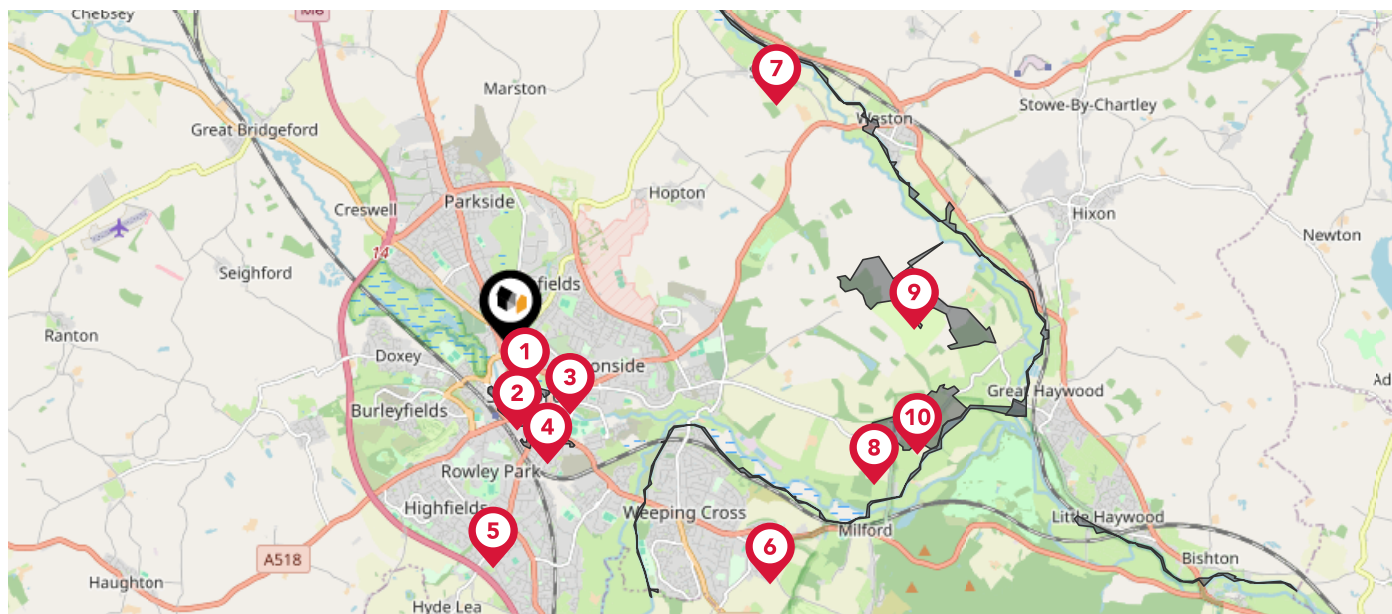 Chebsey
M6
7
Marston
Stowe-By-Chartley
Weston
Great Bridgeford
Hopton
Parkside
Creswell
Hixon
Newton
14
Seighford
fields
9
Ranton
1
Doxey
onside
3
2
Great Haywood
Burleyfields
10
4
8
Rowley Park
Highfields
Weeping Cross
Little Haywood
5
Milford
6
A518
Bishton
Haughton
Hyde Lea